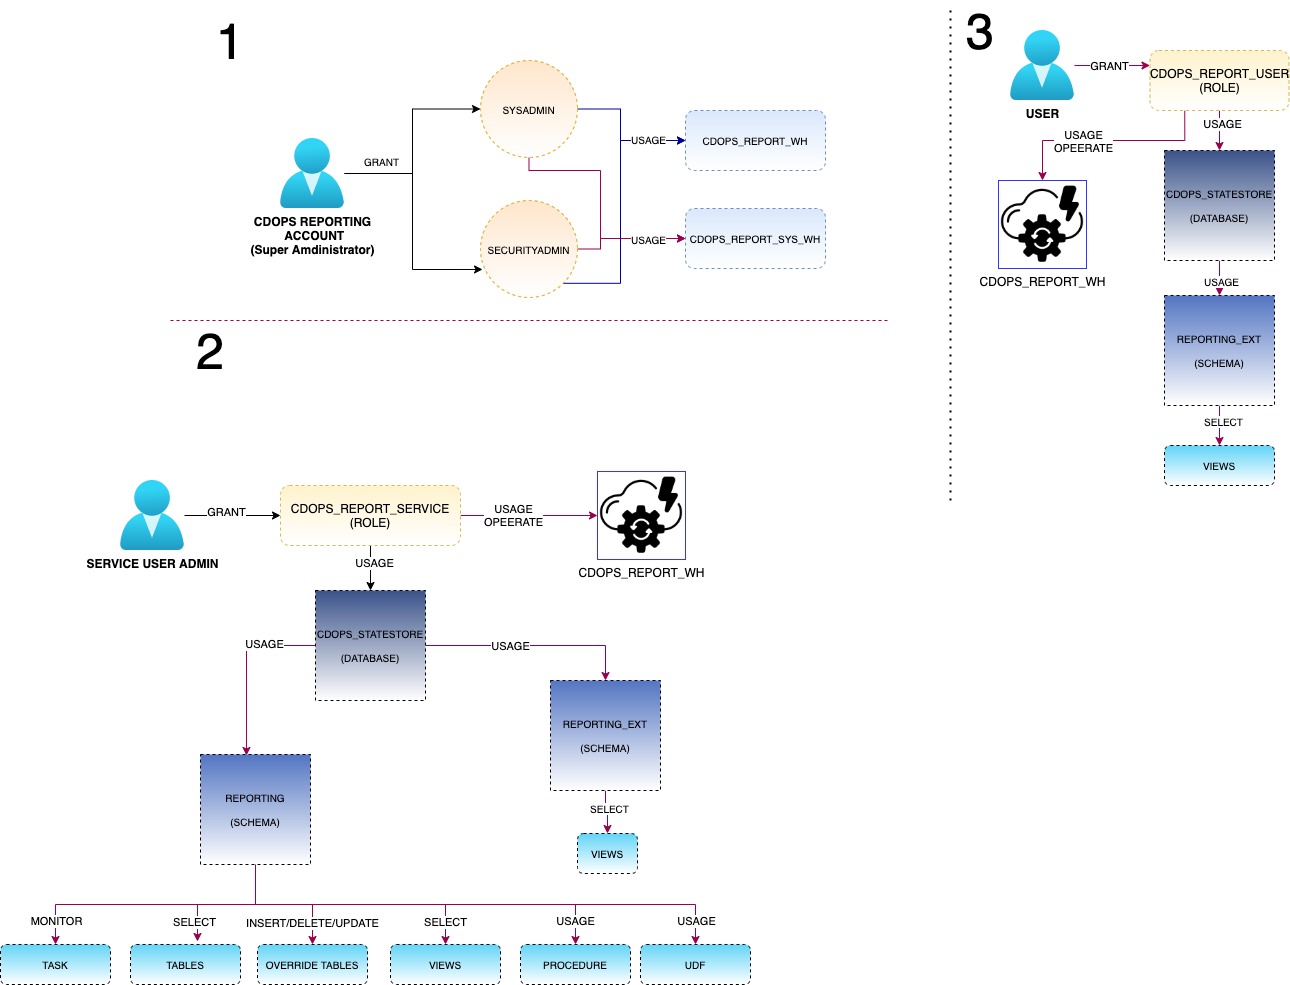 1
GRANT
CDOPS REPORTING
ACCOUNT
(Super Amdinistrator)
SYSADMIN
SECURITYADMIN
USAGE
CDOPS_REPORT_WH
USAGE
CDOPS_REPORT_SYS_WH
2
SERVICE USER ADMIN
GRANT
CDOPS_REPORT_SERVICE
(ROLE)
USAGE
OPEERATE
CDOPS_REPORT_WH
USAGE
CDOPS_STATESTORE
(DATABASE)
USAGE
USAGE
REPORTING_EXT
(SCHEMA)
SELECT
VIEWS
REPORTING
(SCHEMA)
MONITOR
SELECT
INSERT/DELETE/UPDATE
SELECT
USAGE
USAGE
TASK
TABLES
OVERRIDE TABLES
VIEWS
PROCEDURE
UDF
3
USER
GRANT
CDOPS_REPORT_USER
(ROLE)
USAGE
OPEERATE
CDOPS_REPORT_WH
USAGE
CDOPS_STATESTORE
(DATABASE)
USAGE
REPORTING_EXT
(SCHEMA)
SELECT
VIEWS